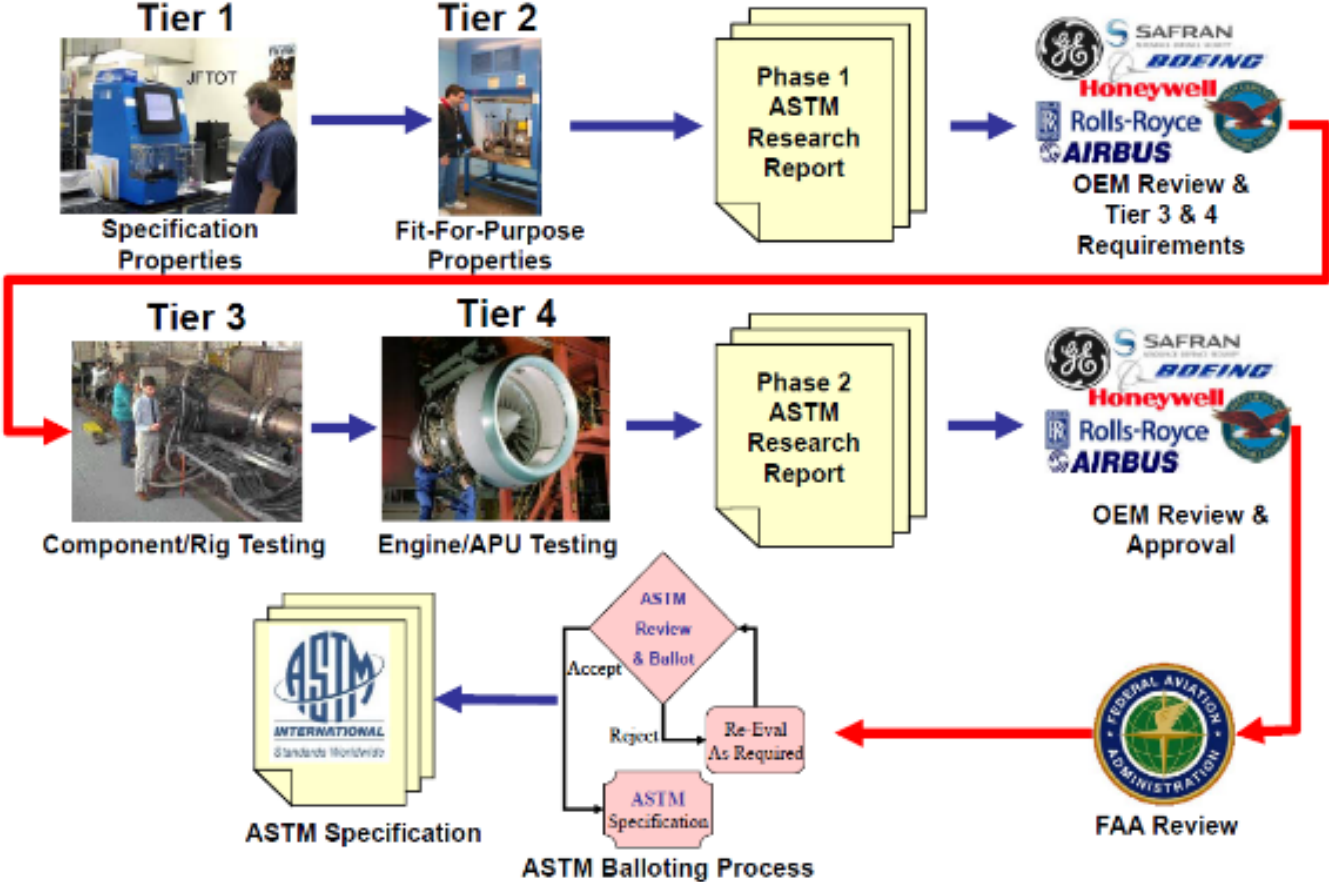 Tier 1
Tier 2
JFTOT
Specification
Properties
Fit-For-Purpose
Properties
Phase 1
ASTM
Research
Report
GE
SAFRAN
BOEING
Honeywell
Rolls-Royce
AIRBUS
OEM Review &
Tier 3 & 4
Requirements
Tier 3
Tier 4
Component/Rig Testing
Engine/APU Testing
Phase 2
ASTM
Research
Report
GE
SAFRAN
BOEING
Honeywell
Rolls-Royce
AIRBUS
OEM Review &
Approval
ASTM
INTERNATIONAL
Standards Worldwide
ASTM Specification
ASTM
Review
& Ballot
Accept
Reject
Re-Eval
As Required
ASTM
Specification
ASTM Balloting Process
FEDERAL AVIATION
ADMINISTRATION
FAA Review